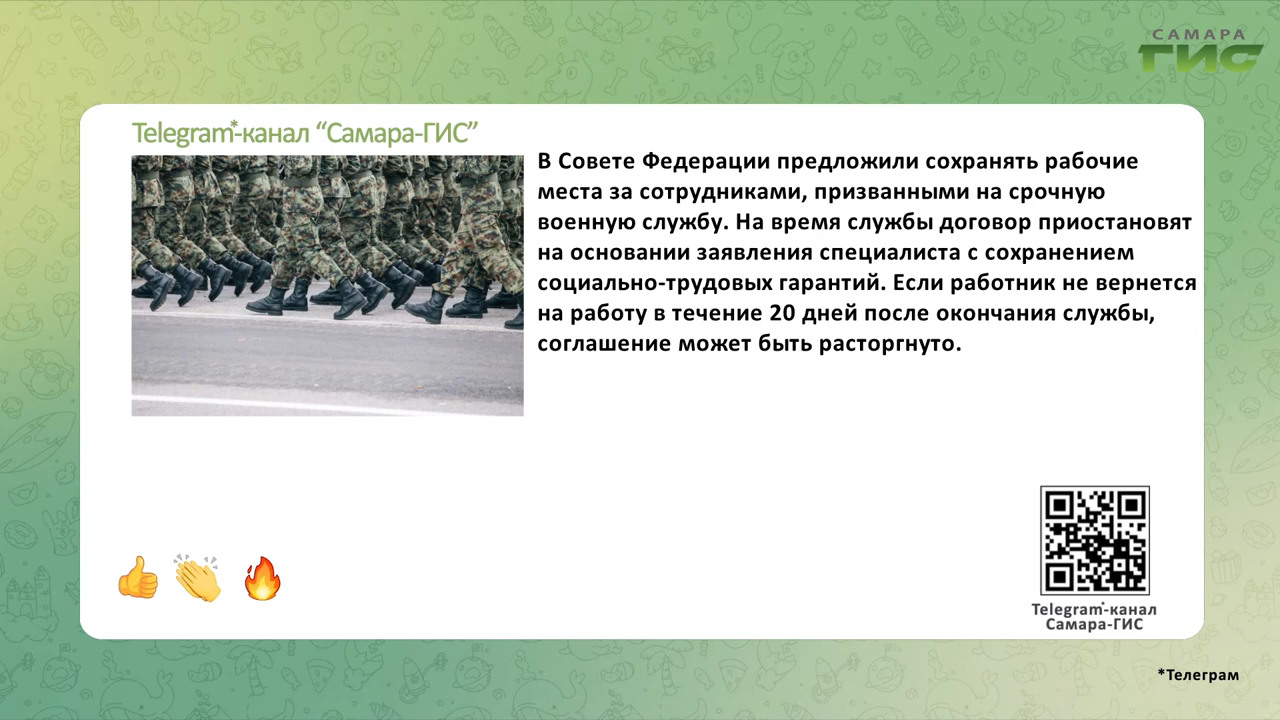 САМАРА
ГИС
Telegram*-канал “Самара-ГИС”
В Совете Федерации предложили сохранять рабочие
места за сотрудниками, призванными на срочную
военную службу. На время службы договор приостановят
на основании заявления специалиста с сохранением
социально-трудовых гарантий. Если работник не вернется
на работу в течение 20 дней после окончания службы,
соглашение может быть расторгнуто.
Telegram*-канал
Самара-ГИС
*Телеграм